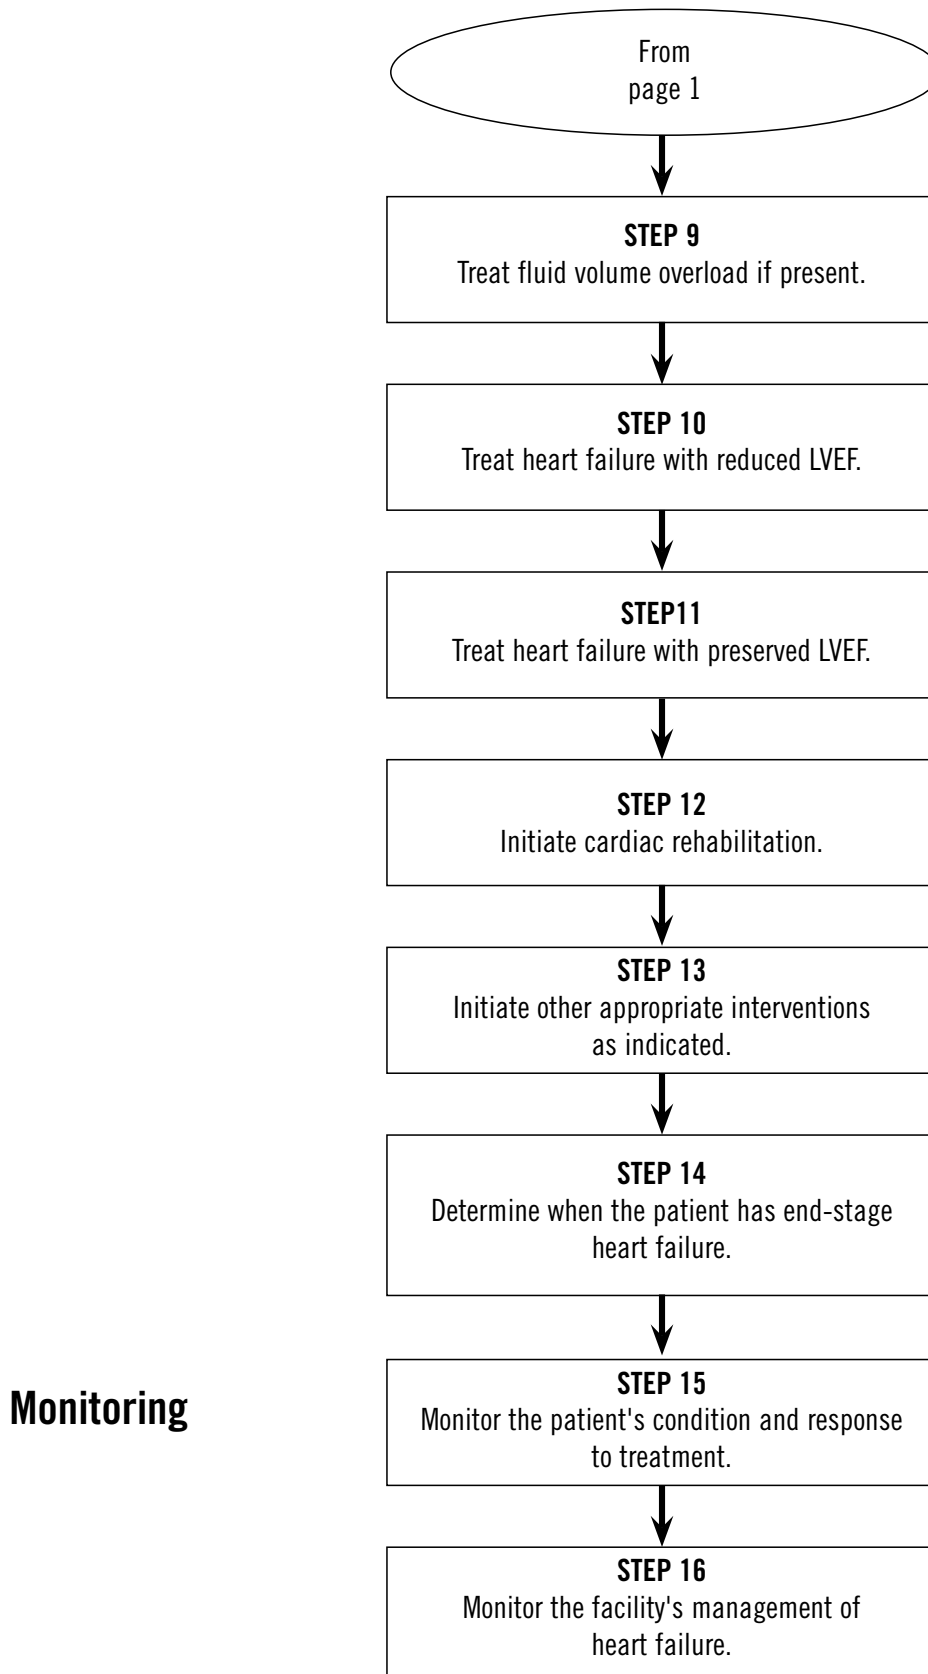 From
page 1
STEP 9
Treat fluid volume overload if present.
STEP 10
Treat heart failure with reduced LVEF.
STEP11
Treat heart failure with preserved LVEF.
STEP 12
Initiate cardiac rehabilitation.
STEP 13
Initiate other appropriate interventions
as indicated.
STEP 14
Determine when the patient has end-stage
heart failure.
Monitoring
STEP 15
Monitor the patient's condition and response
to treatment.
STEP 16
Monitor the facility's management of
heart failure.